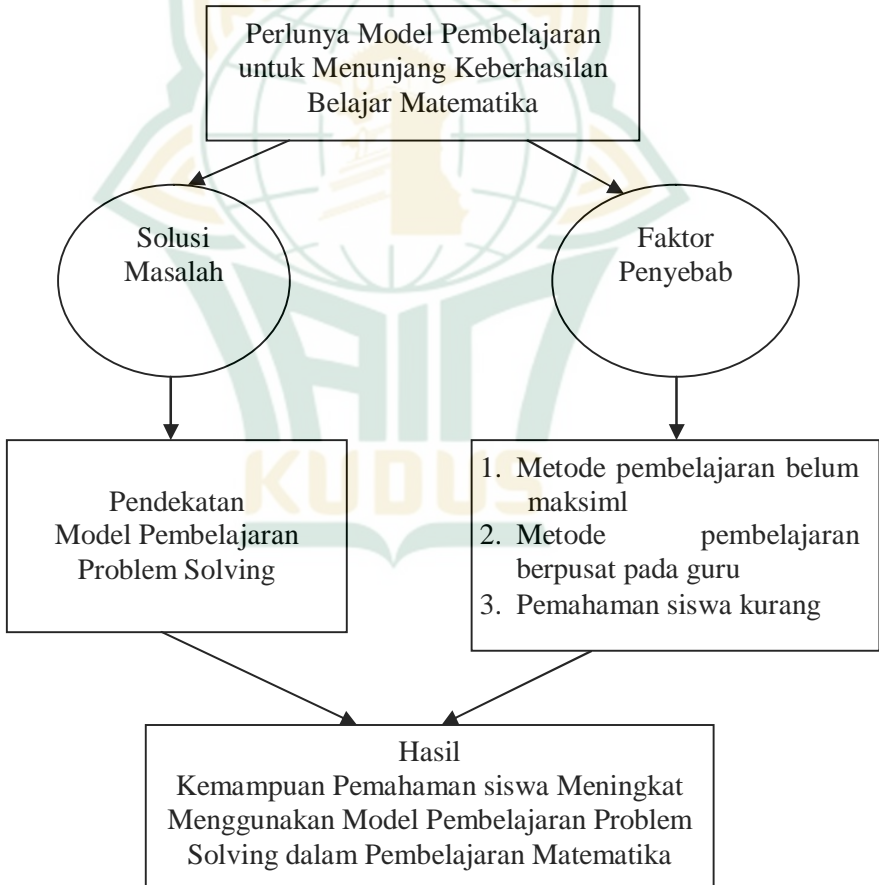 Perlunya Model Pembelajaran
untuk Menunjang Keberhasilan
Belajar Matematika
Solusi
Masalah
Faktor
Penyebab
Pendekatan
Model Pembelajaran
Problem Solving
1. Metode pembelajaran belum
maksiml
2. Metode pembelajaran
berpusat pada guru
3. Pemahaman siswa kurang
KUDUS
Hasil
Kemampuan Pemahaman siswa Meningkat
Menggunakan Model Pembelajaran Problem
Solving dalam Pembelajaran Matematika